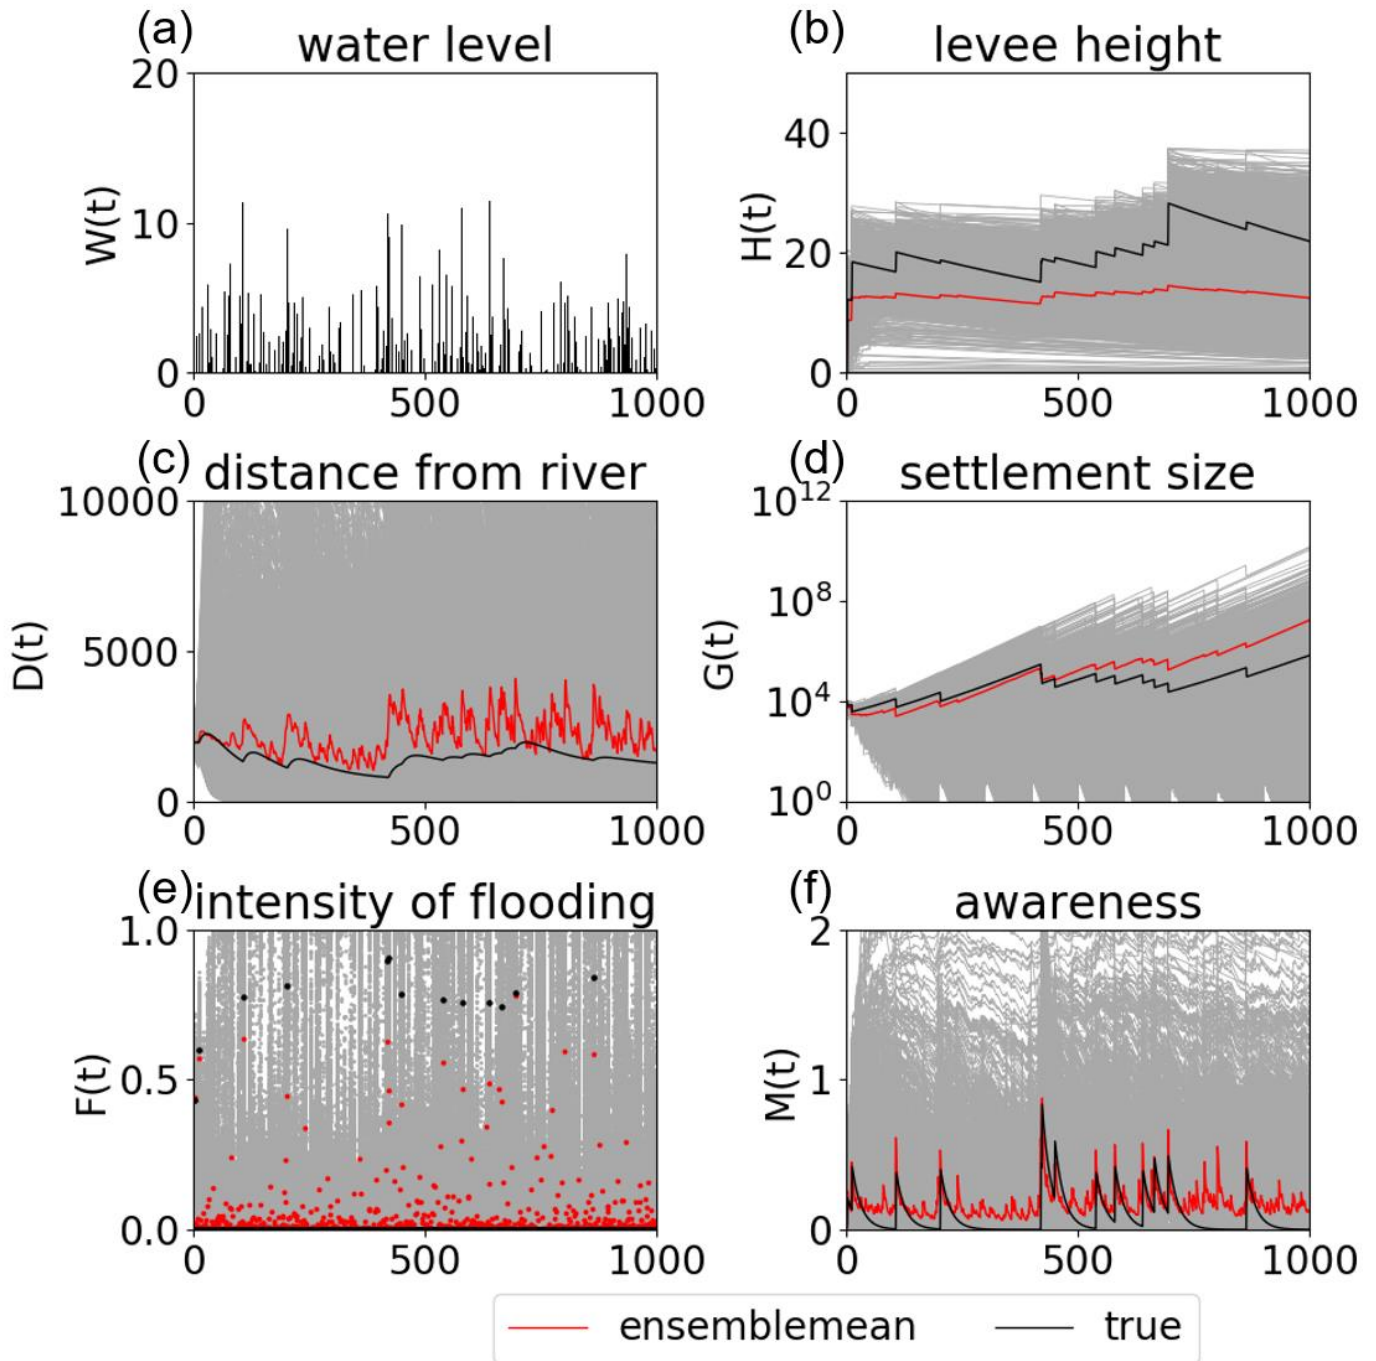 (a) water level
20
10
0
W(t)
0 500 1000
(b) levee height
40
20
0
H(t)
0 500 1000
(c) distance from river
10000
5000
0
D(t)
0 500 1000
(d) settlement size
10^12
10^8
10^4
10^0
G(t)
0 500 1000
(e) intensity of flooding
1.0
0.5
0.0
F(t)
0 500 1000
(f) awareness
2
1
0
M(t)
0 500 1000
ensemblemean true